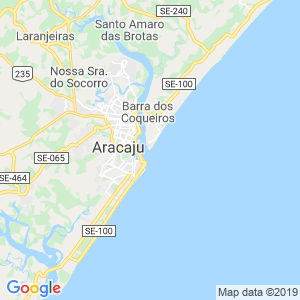 SE-240
Santo Amaro
das Brotas
Laranjeiras
235
Nossa Sra.
do Socorro
SE-100
Barra dos
Coqueiros
Aracaju
SE-065
SE-464
SE-100
Google
Map data ©2019